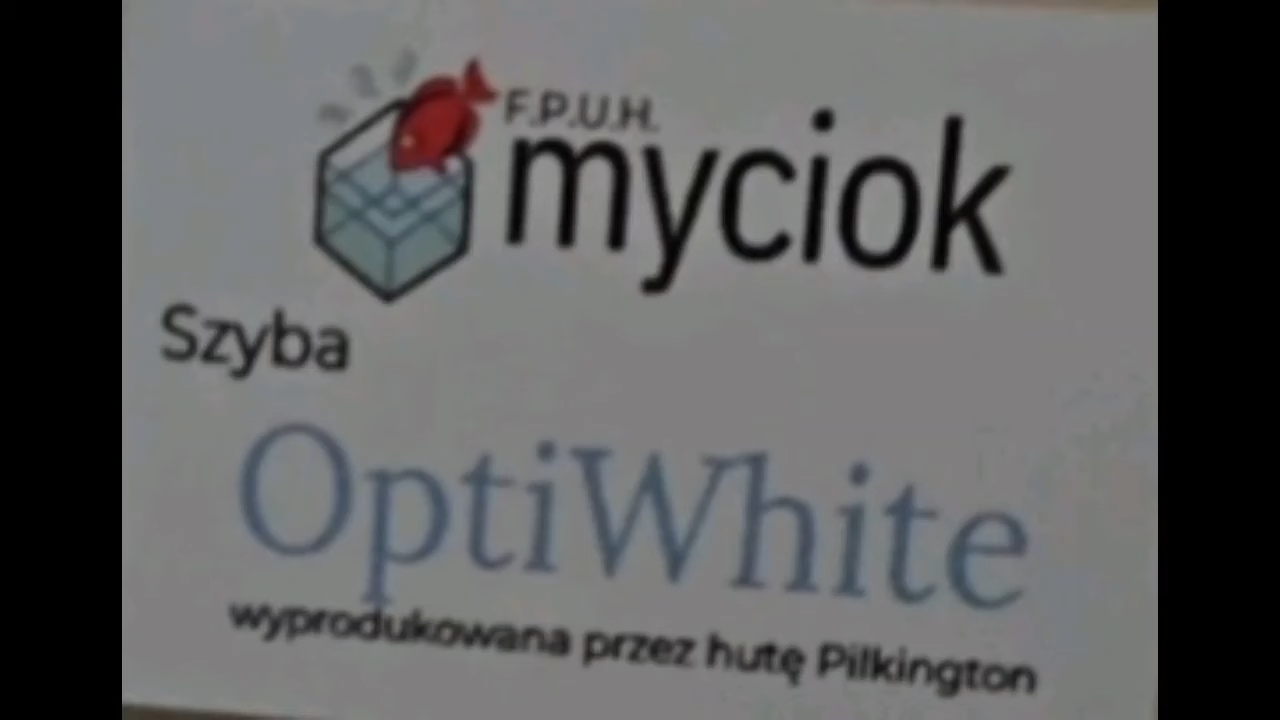 F.P.U.H.
myciok
Szyba
OptiWhite
wyprodukowana przez hutę Pilkington